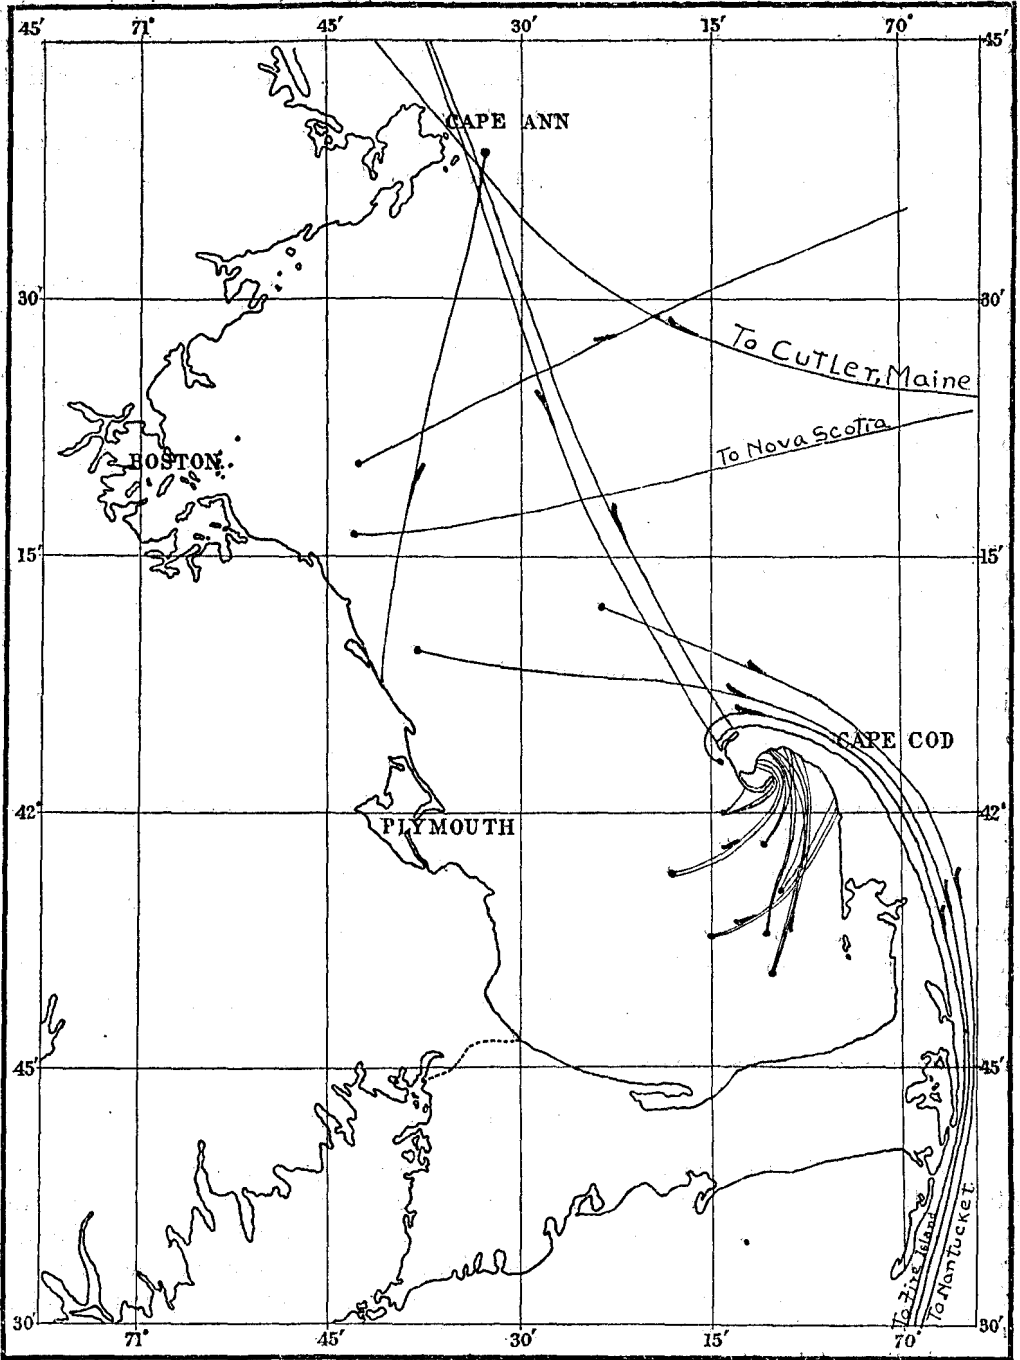 45′ 71° 45′ 30′ 15′ 70° 45′
CAPE ANN
30′ 30′
To CUTLER, Maine
To Nova Scotia
BOSTON
15′ 15′
CAPE COD
42° 42°
PLYMOUTH
45′ 45′
To Fire Island
To Nantucket
30′ 30′
71° 45′ 30′ 15′ 70°